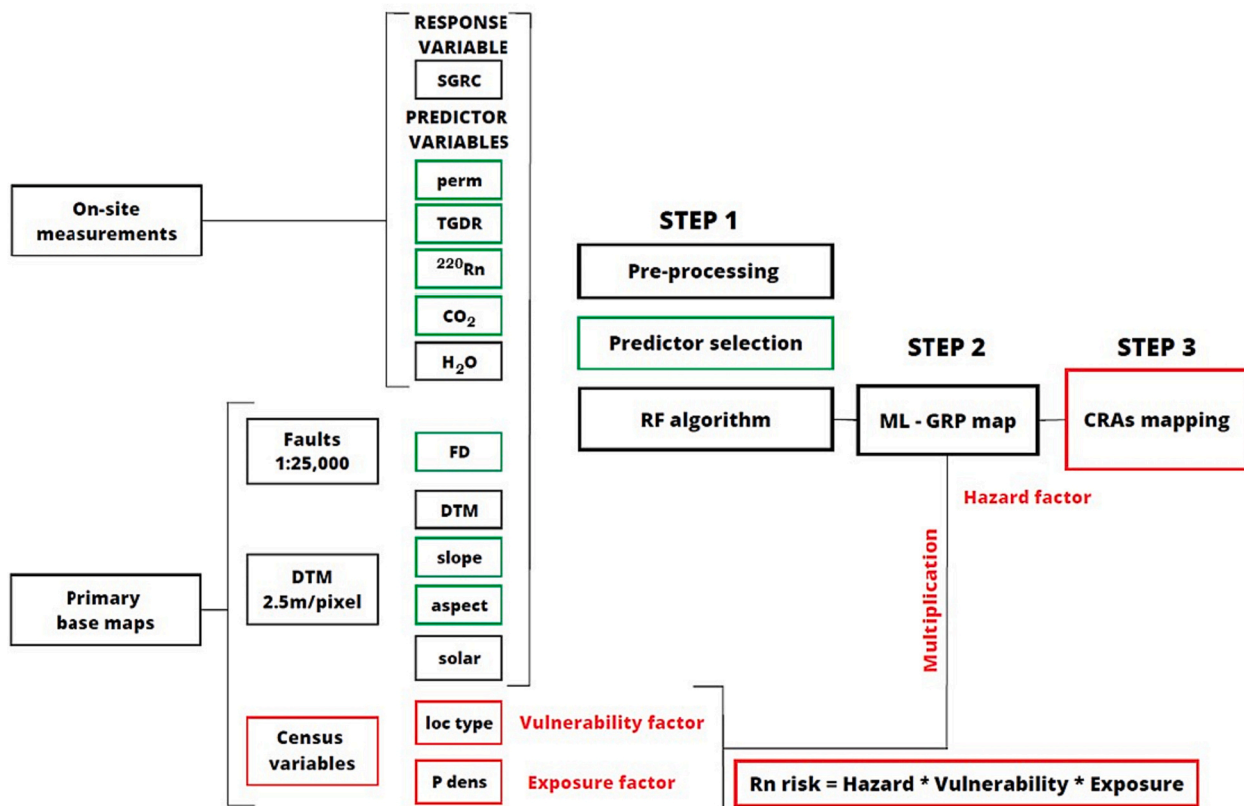 RESPONSE
VARIABLE
SGRC
PREDICTOR
VARIABLES
perm
TGDR
²²⁰Rn
CO₂
H₂O
On-site
measurements
Primary
base maps
Faults
1:25,000
FD
DTM
2.5m/pixel
DTM
slope
aspect
solar
Census
variables
loc type
Vulnerability factor
P dens
Exposure factor
STEP 1
Pre-processing
Predictor selection
RF algorithm
STEP 2
ML - GRP map
STEP 3
CRAs mapping
Hazard factor
Multiplication
Rn risk = Hazard * Vulnerability * Exposure